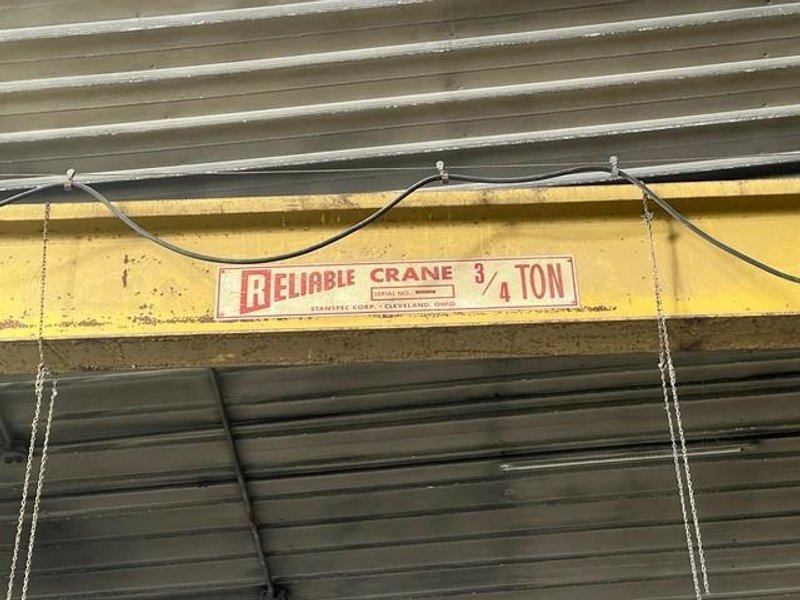 RELIABLE CRANE 3/4 TON
SERIAL NO.
STANSPEC CORP. - CLEVELAND, OHIO